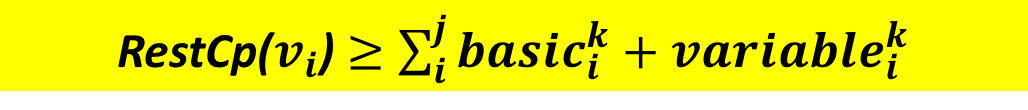 RestCp(v_i) ≥ ∑_i^j basic_i^k + variable_i^k